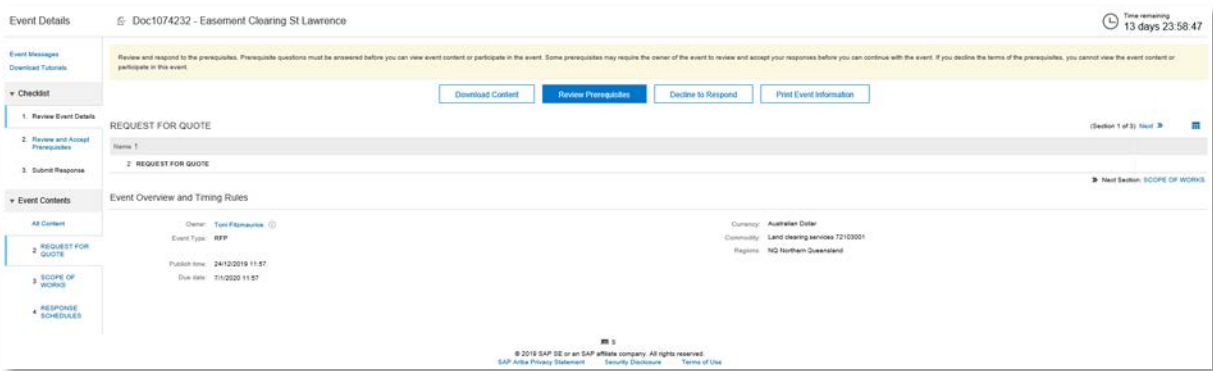 Event Details
Doc1074232 - Easement Clearing St Lawrence
Time remaining
13 days 23:58:47
Event Messages
Download Tutorials
Review and respond to the prerequisites. Prerequisite questions must be answered before you can view event content or participate in the event. Some prerequisites may require the owner of the event to review and accept your responses before you can continue with the event. If you decline the terms of the prerequisites, you cannot view the event content or
participate in this event.
▼ Checklist
1. Review Event Details
2. Review and Accept
Prerequisites
3. Submit Response
Download Content
Review Prerequisites
Decline to Respond
Print Event Information
REQUEST FOR QUOTE
(Section 1 of 3) Next »
Name ↑
2 REQUEST FOR QUOTE
» Next Section: SCOPE OF WORKS
▼ Event Contents
All Content
2 REQUEST FOR
QUOTE
3 SCOPE OF
WORKS
4 RESPONSE
SCHEDULES
Event Overview and Timing Rules
Owner: Toni Fitzmaurice
Event Type: RFP
Publish time: 24/12/2019 11:57
Due date: 7/1/2020 11:57
Currency: Australian Dollar
Commodity: Land clearing services 72103001
Regions: NQ Northern Queensland
© 2019 SAP SE or an SAP affiliate company. All rights reserved.
SAP Ariba Privacy Statement Security Disclosure Terms of Use